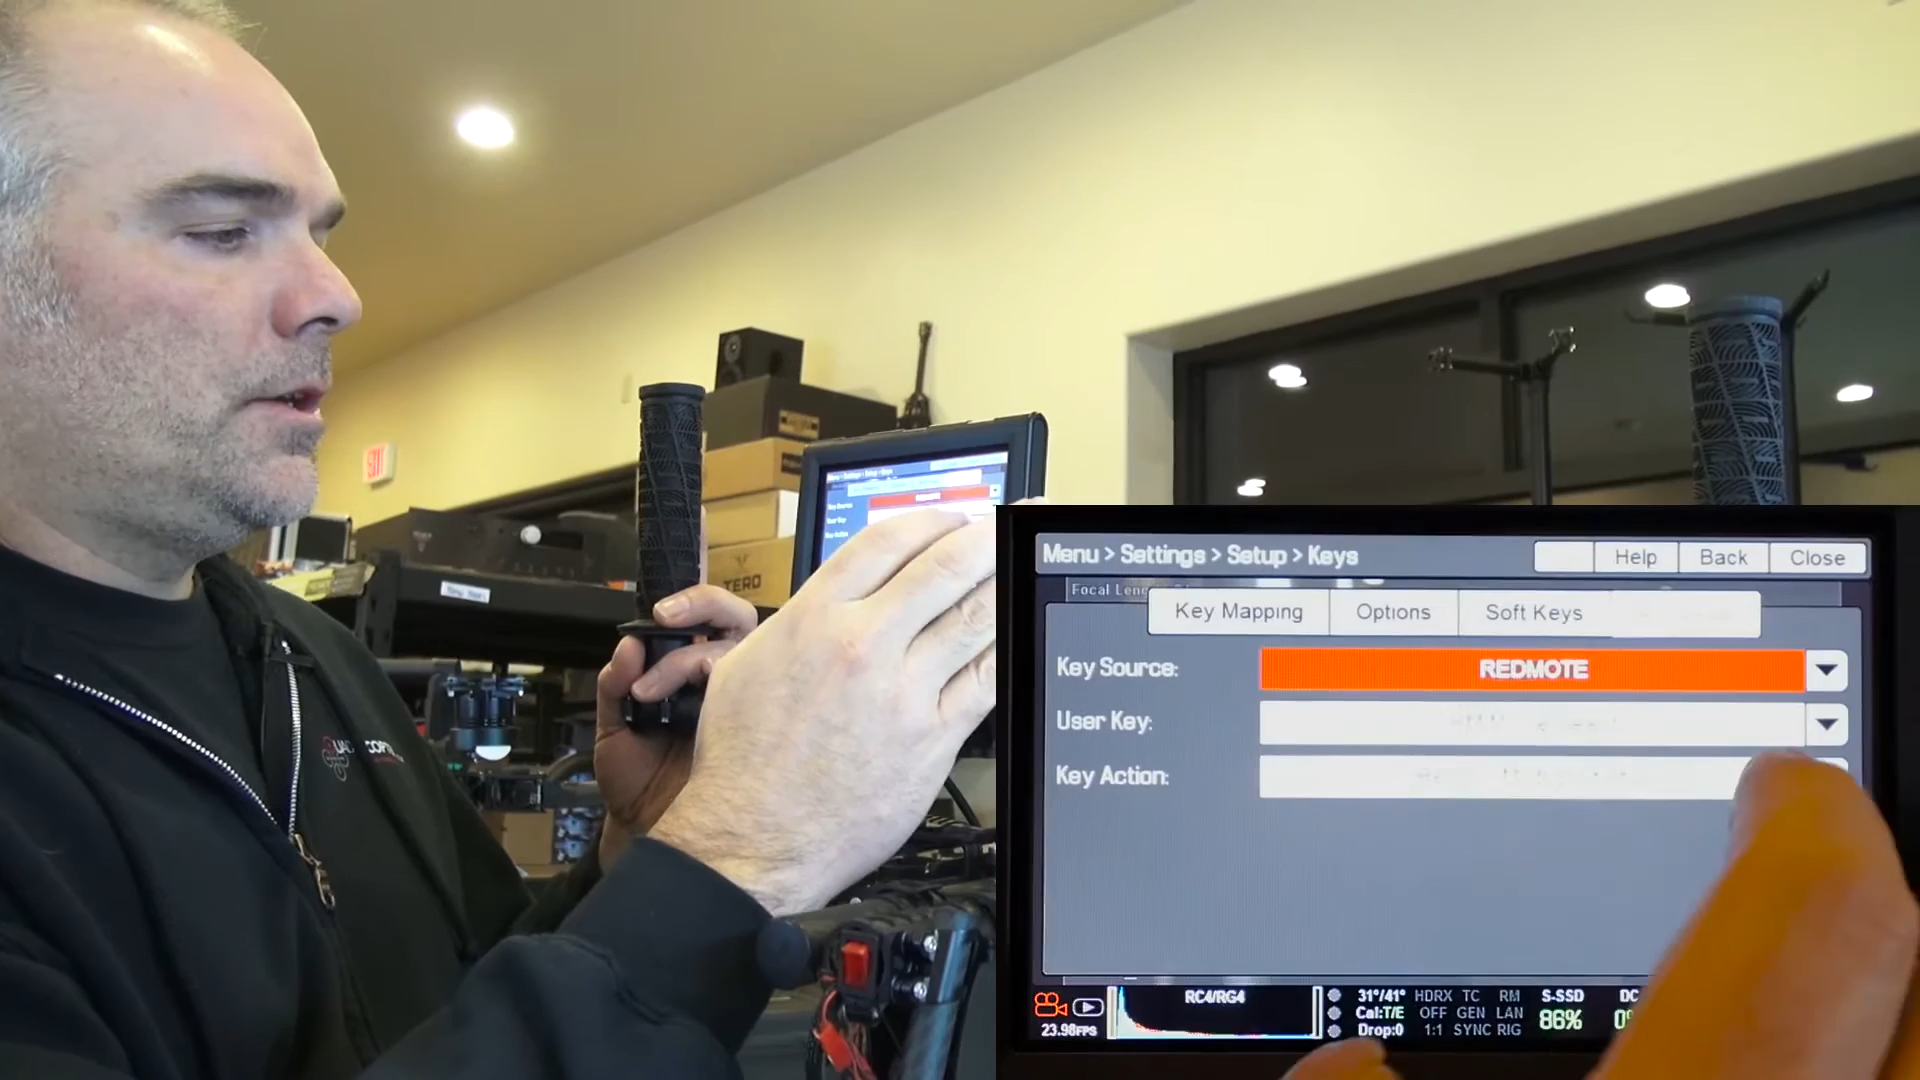 EXIT
TERO
Menu > Settings > Setup > Keys
Help
Back
Close
Key Mapping
Options
Soft Keys
Key Source:
REDMOTE
User Key:
Key Action:
RC4/RG4
23.98FPS
31°/41° HDRX TC RM S-SSD
Cal:T/E OFF GEN LAN 86%
Drop:0 1:1 SYNC RIG